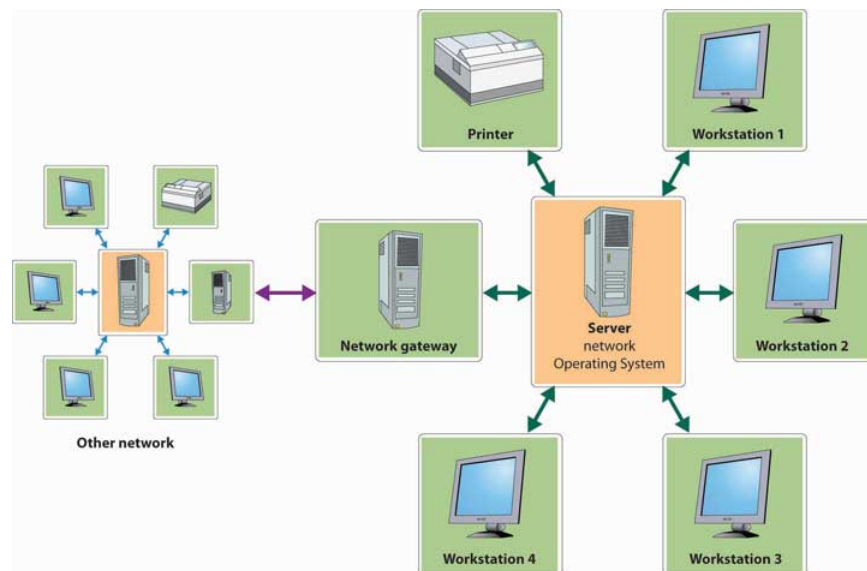 Printer
Workstation 1
Network gateway
Server
network
Operating System
Workstation 2
Other network
Workstation 4
Workstation 3